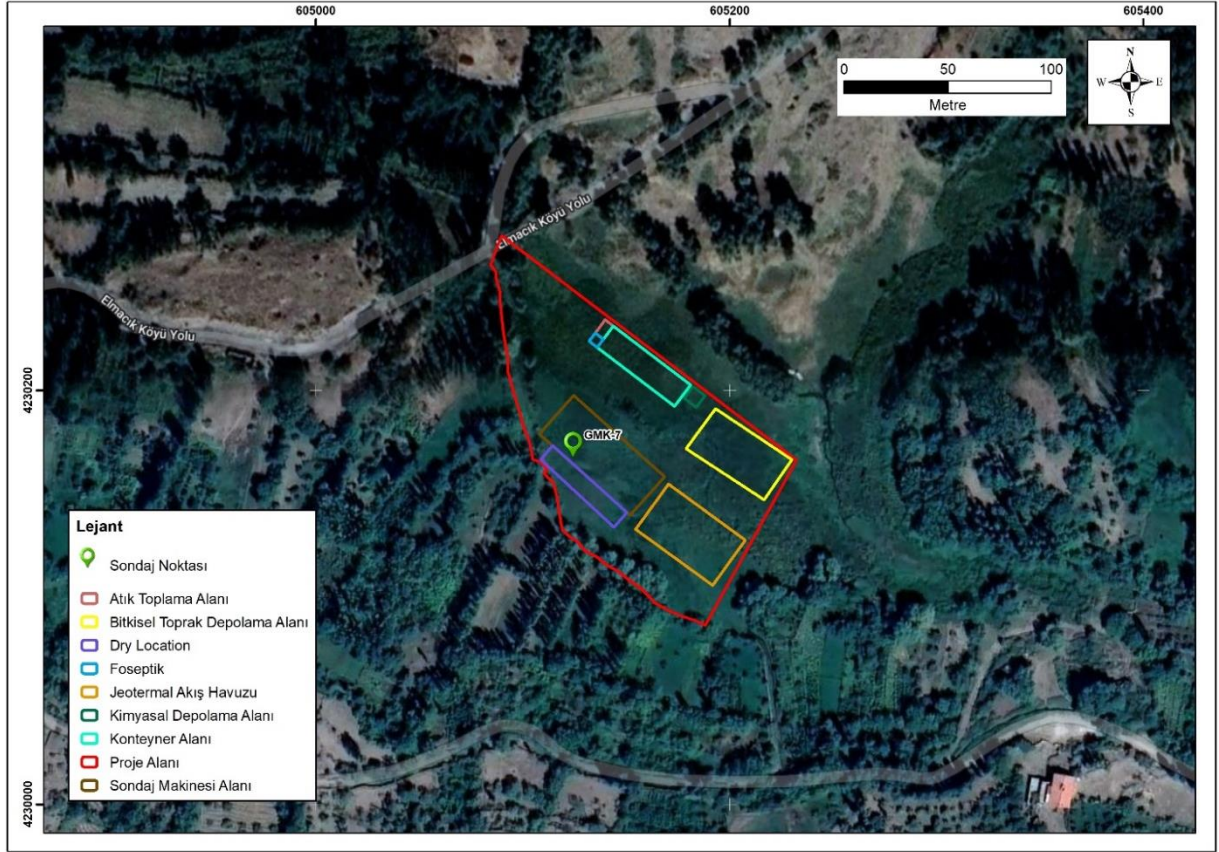 605000
605200
605400
0
50
100
Metre
N
W
E
S
Elmacık Köyü Yolu
Elmacık Köyü Yolu
4230200
GMK-7
Lejant
Sondaj Noktası
Atık Toplama Alanı
Bitkisel Toprak Depolama Alanı
Dry Location
Foseptik
Jeotermal Akış Havuzu
Kimyasal Depolama Alanı
Konteyner Alanı
Proje Alanı
Sondaj Makinesi Alanı
4230000